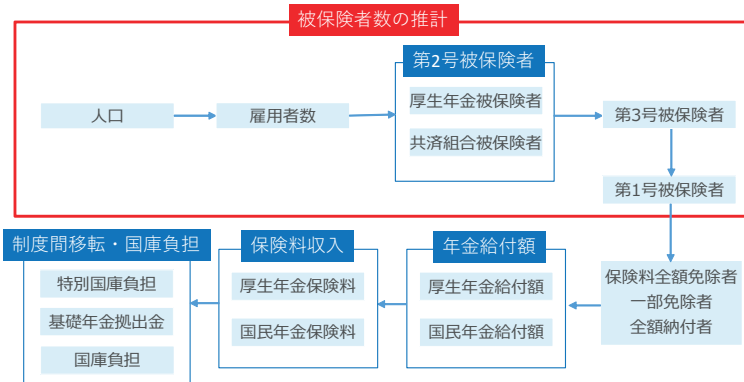 被保険者数の推計
第2号被保険者
人口
雇用者数
厚生年金被保険者
共済組合被保険者
第3号被保険者
第1号被保険者
制度間移転・国庫負担
特別国庫負担
基礎年金拠出金
国庫負担
保険料収入
厚生年金保険料
国民年金保険料
年金給付額
厚生年金給付額
国民年金給付額
保険料全額免除者
一部免除者
全額納付者